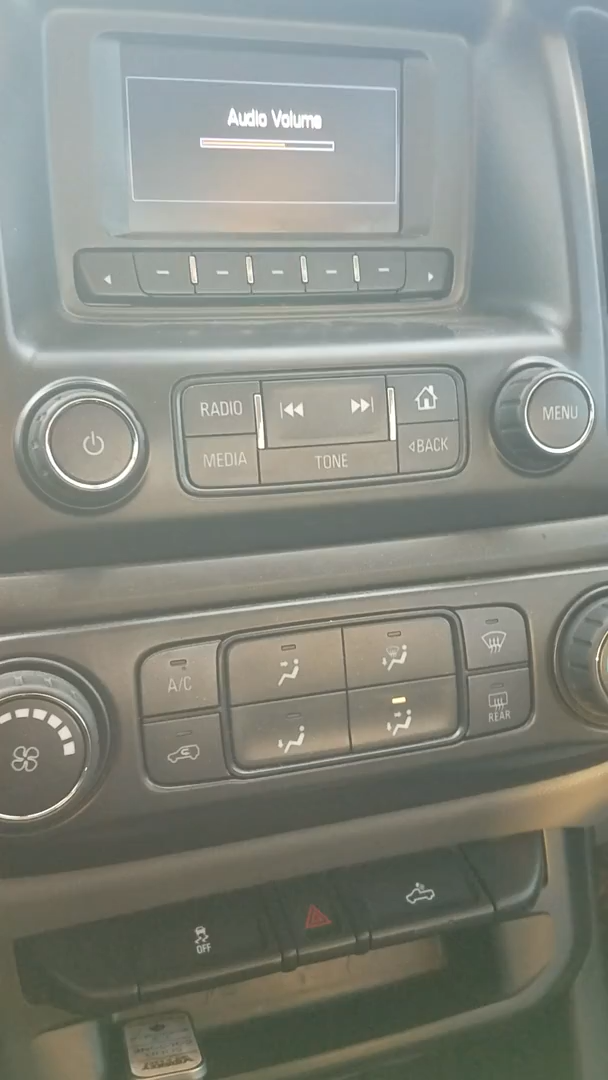 Audio Volume
RADIO
MENU
MEDIA
TONE
BACK
A/C
REAR
OFF